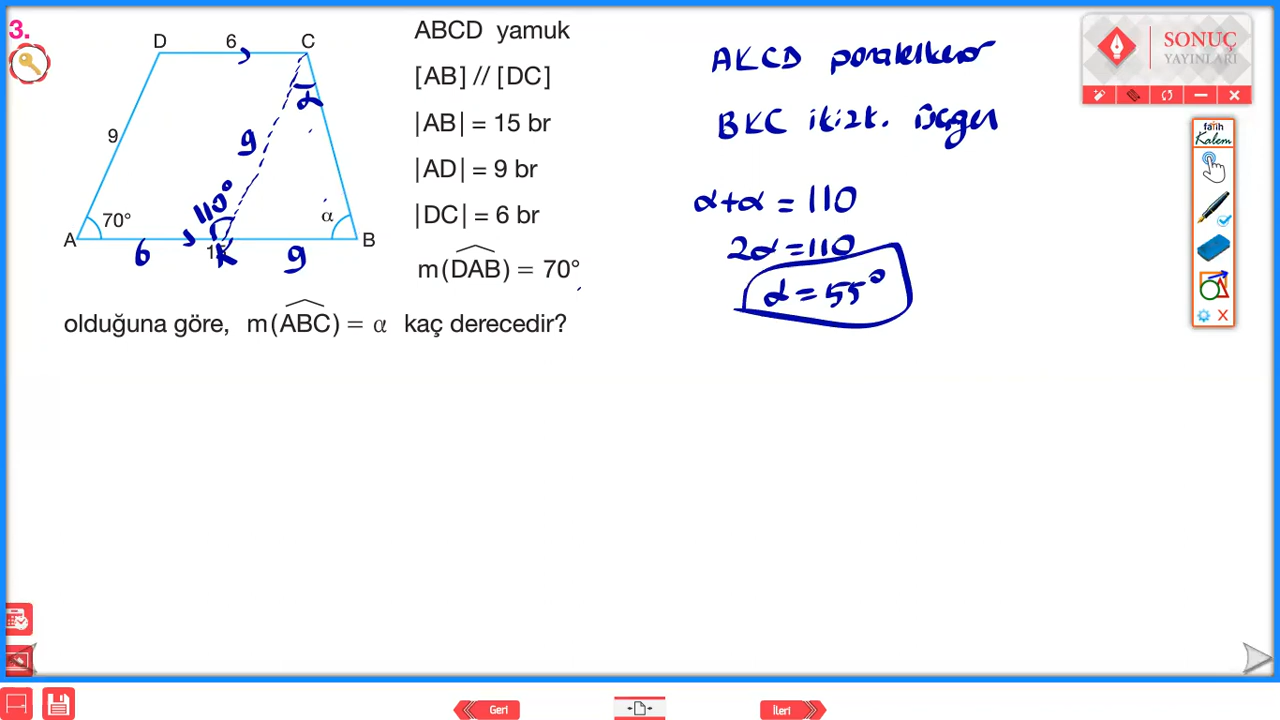 3.
D 6 C
9
70°
A
α
B
ABCD yamuk
[AB] // [DC]
|AB| = 15 br
|AD| = 9 br
|DC| = 6 br
m(DAB) = 70°
olduğuna göre, m(ABC) = α kaç derecedir?
α
9
110°
6 K 9
AKCD paralelkenar
BKC ikizk. üçgen
α+α = 110
2α = 110
α = 55°
SONUÇ
YAYINLARI
fatih
Kalem
Geri
İleri